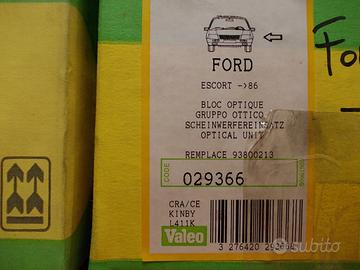 FORD
ESCORT ->86
BLOC OPTIQUE
GRUPPO OTTICO
SCHEINWERFEREINSATZ
OPTICAL UNIT
REMPLACE 93800213
CODE
029366
CRA/CE
KINBY
L411K
Valeo
3 276420
subito